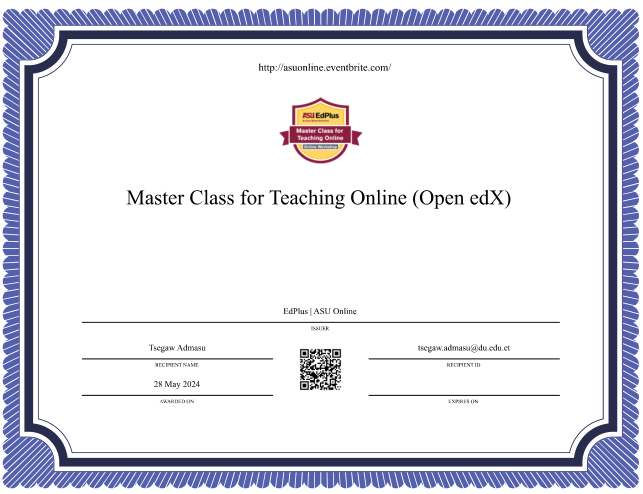 http://asuonline.eventbrite.com/
ASU EdPlus
Master Class for
Teaching Online
Online Workshop
Master Class for Teaching Online (Open edX)
EdPlus | ASU Online
ISSUER
Tsegaw Admasu
RECIPIENT NAME
tsegaw.admasu@du.edu.et
RECIPIENT ID
28 May 2024
AWARDED ON
EXPIRES ON